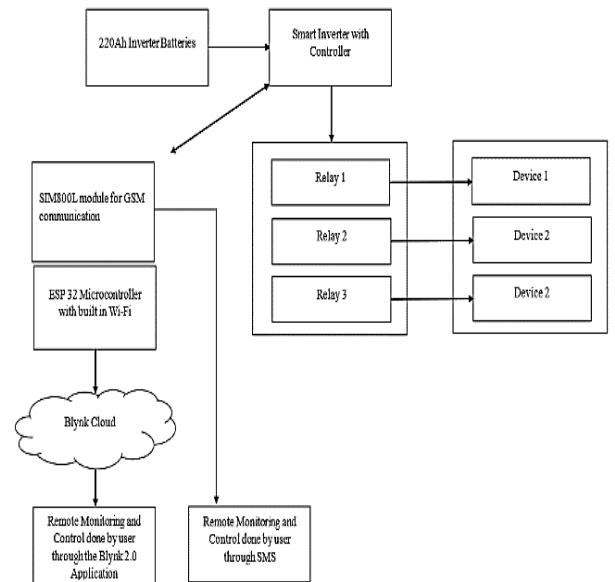 220Ah Inverter Batteries
Smart Inverter with
Controller
SIM800L module for GSM
communication
ESP 32 Microcontroller
with built in Wi-Fi
Blynk Cloud
Remote Monitoring and
Control done by user
through the Blynk 2.0
Application
Remote Monitoring and
Control done by user
through SMS
Relay 1
Device 1
Relay 2
Device 2
Relay 3
Device 2